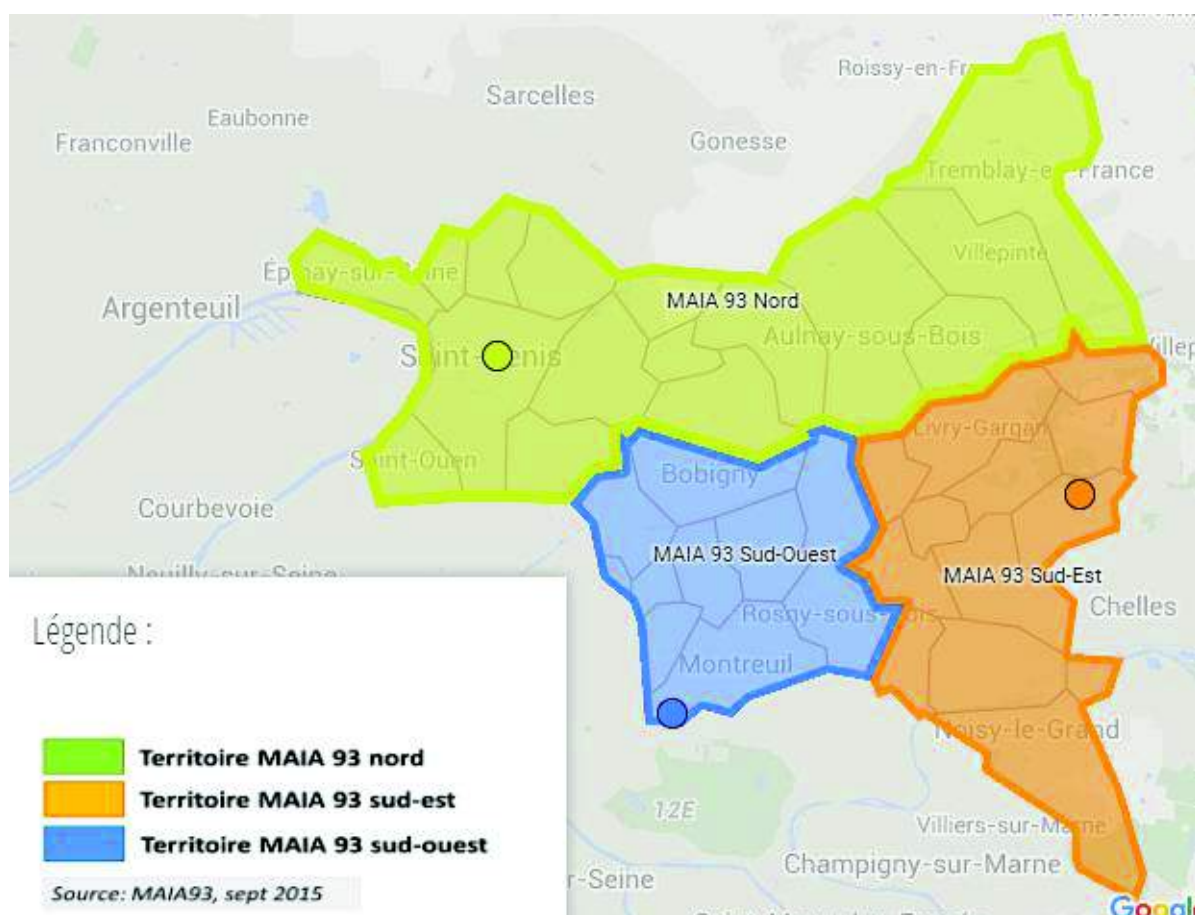 Roissy-en-Fr
Sarcelles
Eaubonne
Franconville
Gonesse
Tremblay-en-France
Villepinte
Épinay-sur-Seine
Argenteuil
MAIA 93 Nord
Aulnay-sous-Bois
Saint-Denis
Villep
Livry-Gargan
Saint-Ouen
Bobigny
Courbevoie
MAIA 93 Sud-Ouest
MAIA 93 Sud-Est
Neuilly-sur-Seine
Chelles
Rosny-sous-Bois
Montreuil
Noisy-le-Grand
12E
Villiers-sur-Marne
Champigny-sur-Marne
r-Seine
Google
Légende :
Territoire MAIA 93 nord
Territoire MAIA 93 sud-est
Territoire MAIA 93 sud-ouest
Source: MAIA93, sept 2015